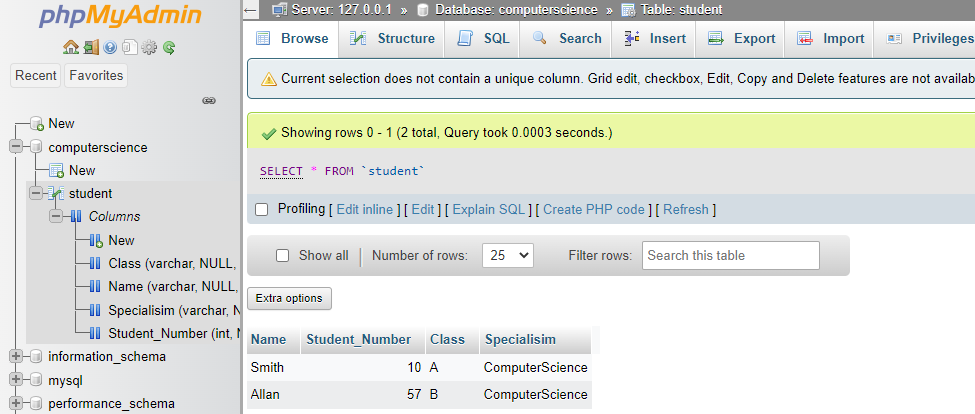 phpMyAdmin
Recent Favorites
New
computerscience
New
student
Columns
New
Class (varchar, NULL,
Name (varchar, NULL,
Specialisim (varchar, N
Student_Number (int, N
information_schema
mysql
performance_schema
Server: 127.0.0.1 » Database: computerscience » Table: student
Browse Structure SQL Search Insert Export Import Privileges
Current selection does not contain a unique column. Grid edit, checkbox, Edit, Copy and Delete features are not availab
Showing rows 0 - 1 (2 total, Query took 0.0003 seconds.)
SELECT * FROM `student`
Profiling [ Edit inline ] [ Edit ] [ Explain SQL ] [ Create PHP code ] [ Refresh ]
Show all Number of rows: 25 Filter rows: Search this table
Extra options
Name Student_Number Class Specialisim
Smith 10 A ComputerScience
Allan 57 B ComputerScience